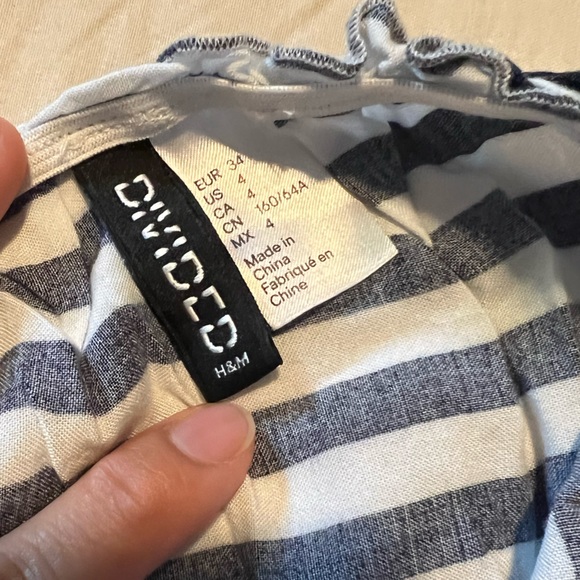 DIVIDED
H&M
EUR 34
US 4
CA 4
CN 160/64A
MX 4
Made in
China
Fabriqué en
Chine